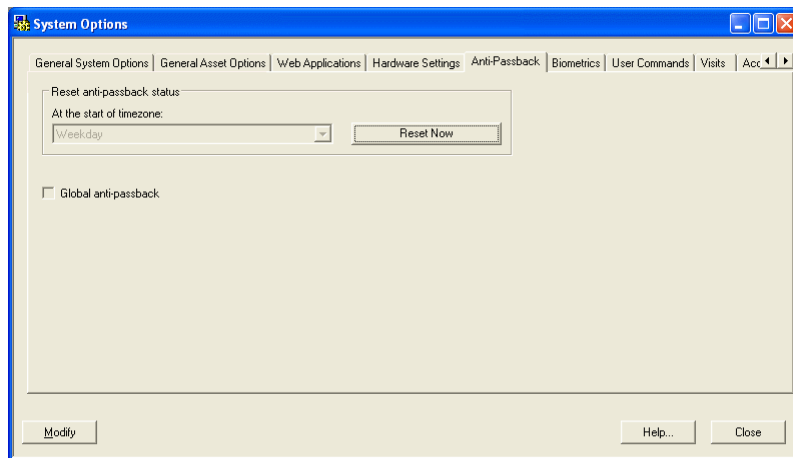 System Options
General System Options General Asset Options Web Applications Hardware Settings Anti-Passback Biometrics User Commands Visits Acc
Reset anti-passback status
At the start of timezone:
Weekday Reset Now
Global anti-passback
Modify Help... Close